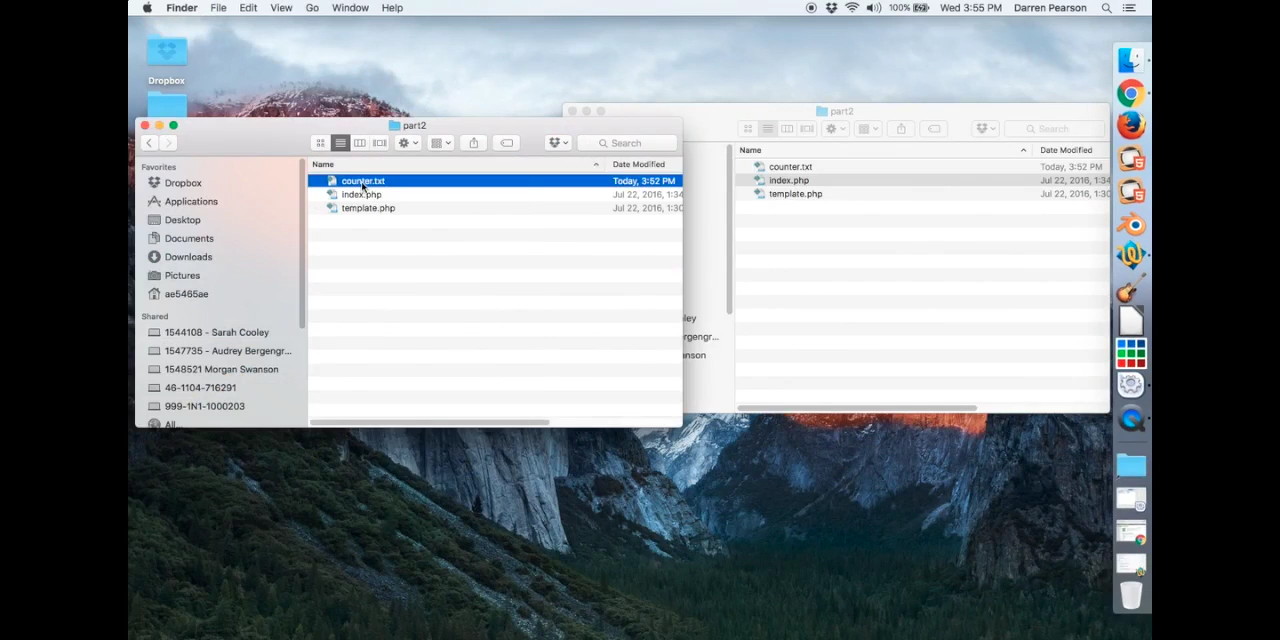 Finder File Edit View Go Window Help 100% Wed 3:55 PM Darren Pearson
Dropbox
part2
Search
Favorites
Dropbox
Applications
Desktop
Documents
Downloads
Pictures
ae5465ae
Shared
1544108 - Sarah Cooley
1547735 - Audrey Bergengr...
1548521 Morgan Swanson
46-1104-716291
999-1N1-1000203
All...
Name Date Modified
counter.txt Today, 3:52 PM
index.php Jul 22, 2016, 1:34
template.php Jul 22, 2016, 1:30
part2
Search
Name Date Modified
counter.txt Today, 3:52 PM
index.php Jul 22, 2016, 1:34
template.php Jul 22, 2016, 1:30
ley
ergengr...
nson